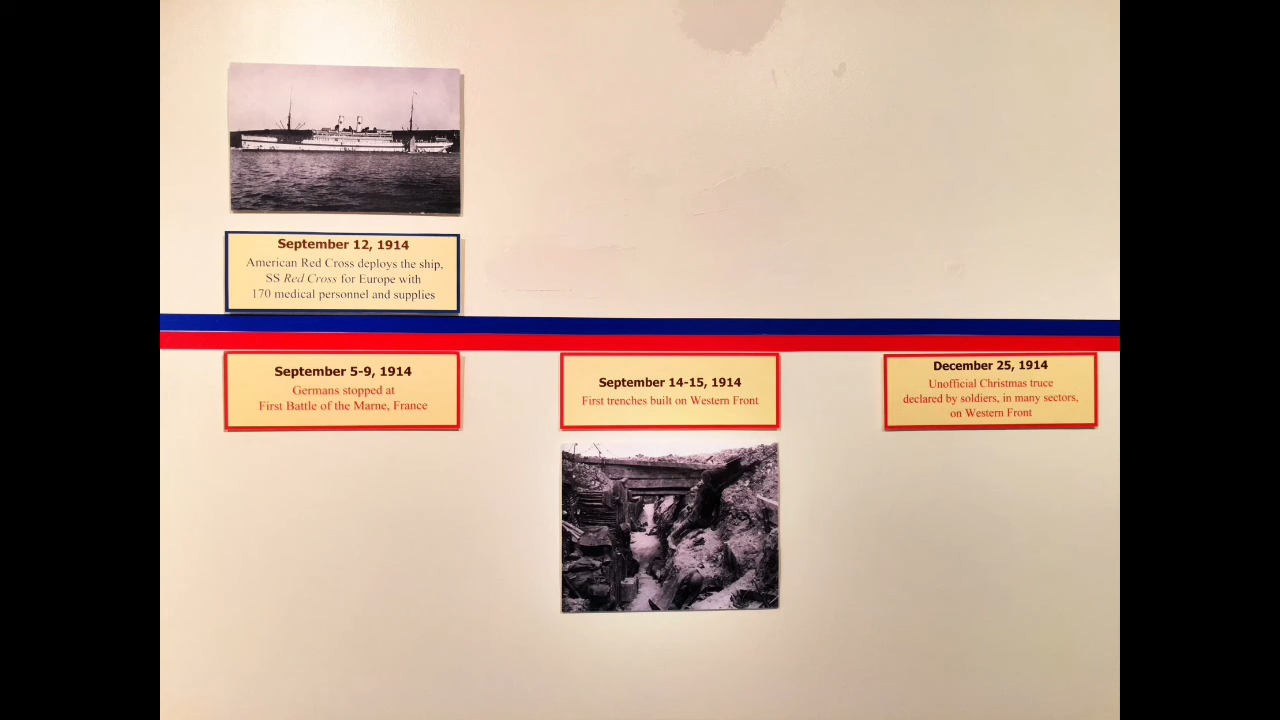 September 12, 1914
American Red Cross deploys the ship,
SS Red Cross for Europe with
170 medical personnel and supplies
September 5-9, 1914
Germans stopped at
First Battle of the Marne, France
September 14-15, 1914
First trenches built on Western Front
December 25, 1914
Unofficial Christmas truce
declared by soldiers, in many sectors,
on Western Front